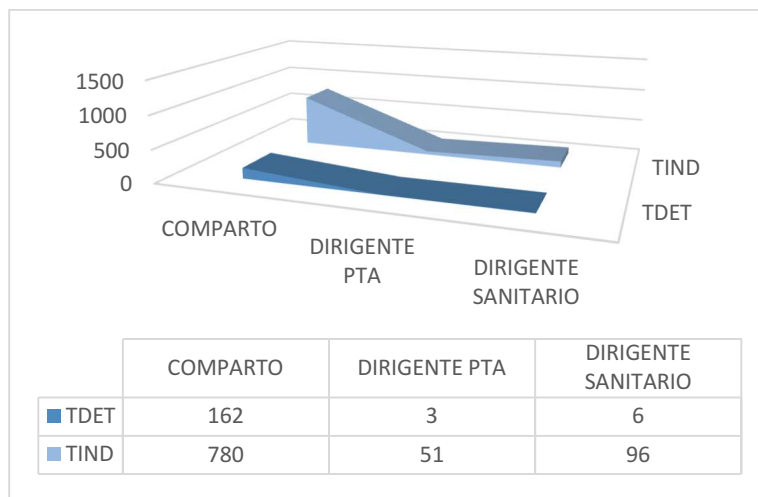 1500
1000
500
0
TIND
TDET
COMPARTO
DIRIGENTE
PTA
DIRIGENTE
SANITARIO
COMPARTO DIRIGENTE PTA DIRIGENTE
SANITARIO
TDET 162 3 6
TIND 780 51 96